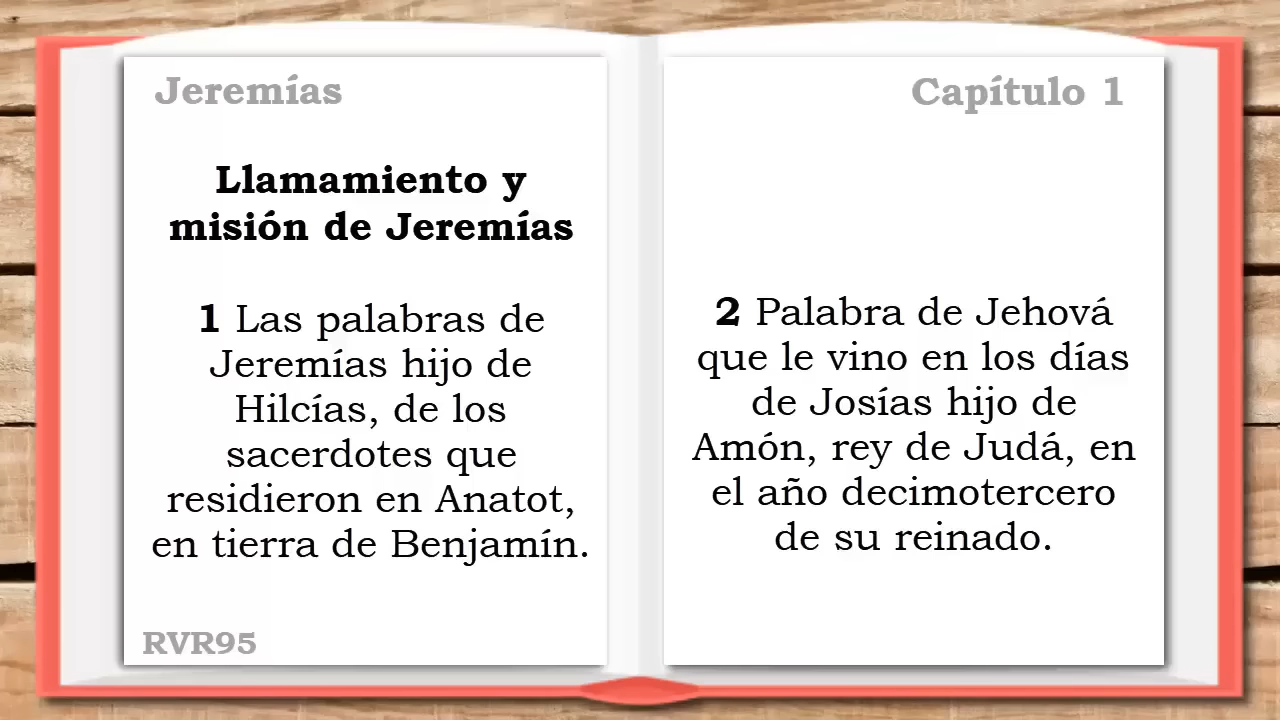 Jeremías
Llamamiento y
misión de Jeremías
1 Las palabras de
Jeremías hijo de
Hilcías, de los
sacerdotes que
residieron en Anatot,
en tierra de Benjamín.
RVR95
Capítulo 1
2 Palabra de Jehová
que le vino en los días
de Josías hijo de
Amón, rey de Judá, en
el año decimotercero
de su reinado.